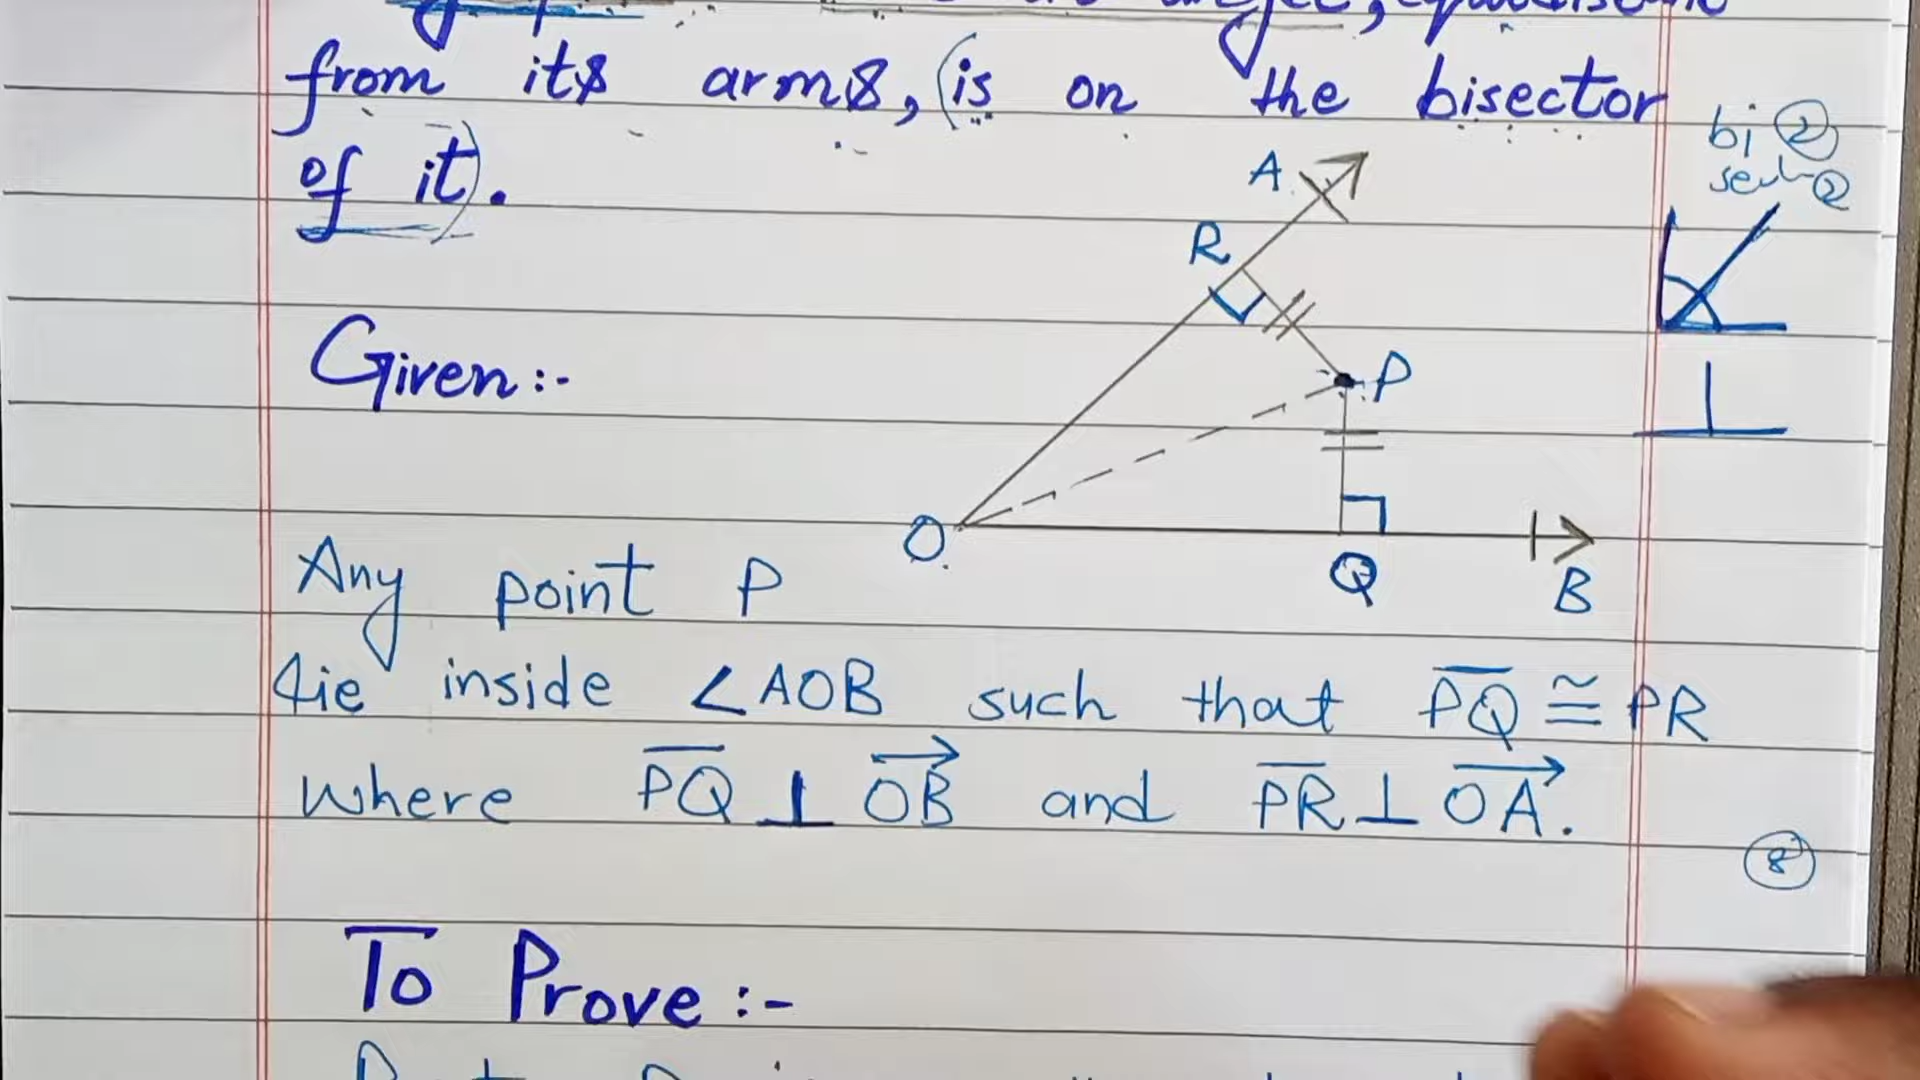 from its arms, (is on the bisector
of it).
bi 2
A
R
Given:-
P
O
Q
B
Any point P
lie inside ∠AOB such that PQ ≅ PR
where PQ ⊥ OB and PR ⊥ OA.
8
To Prove:-